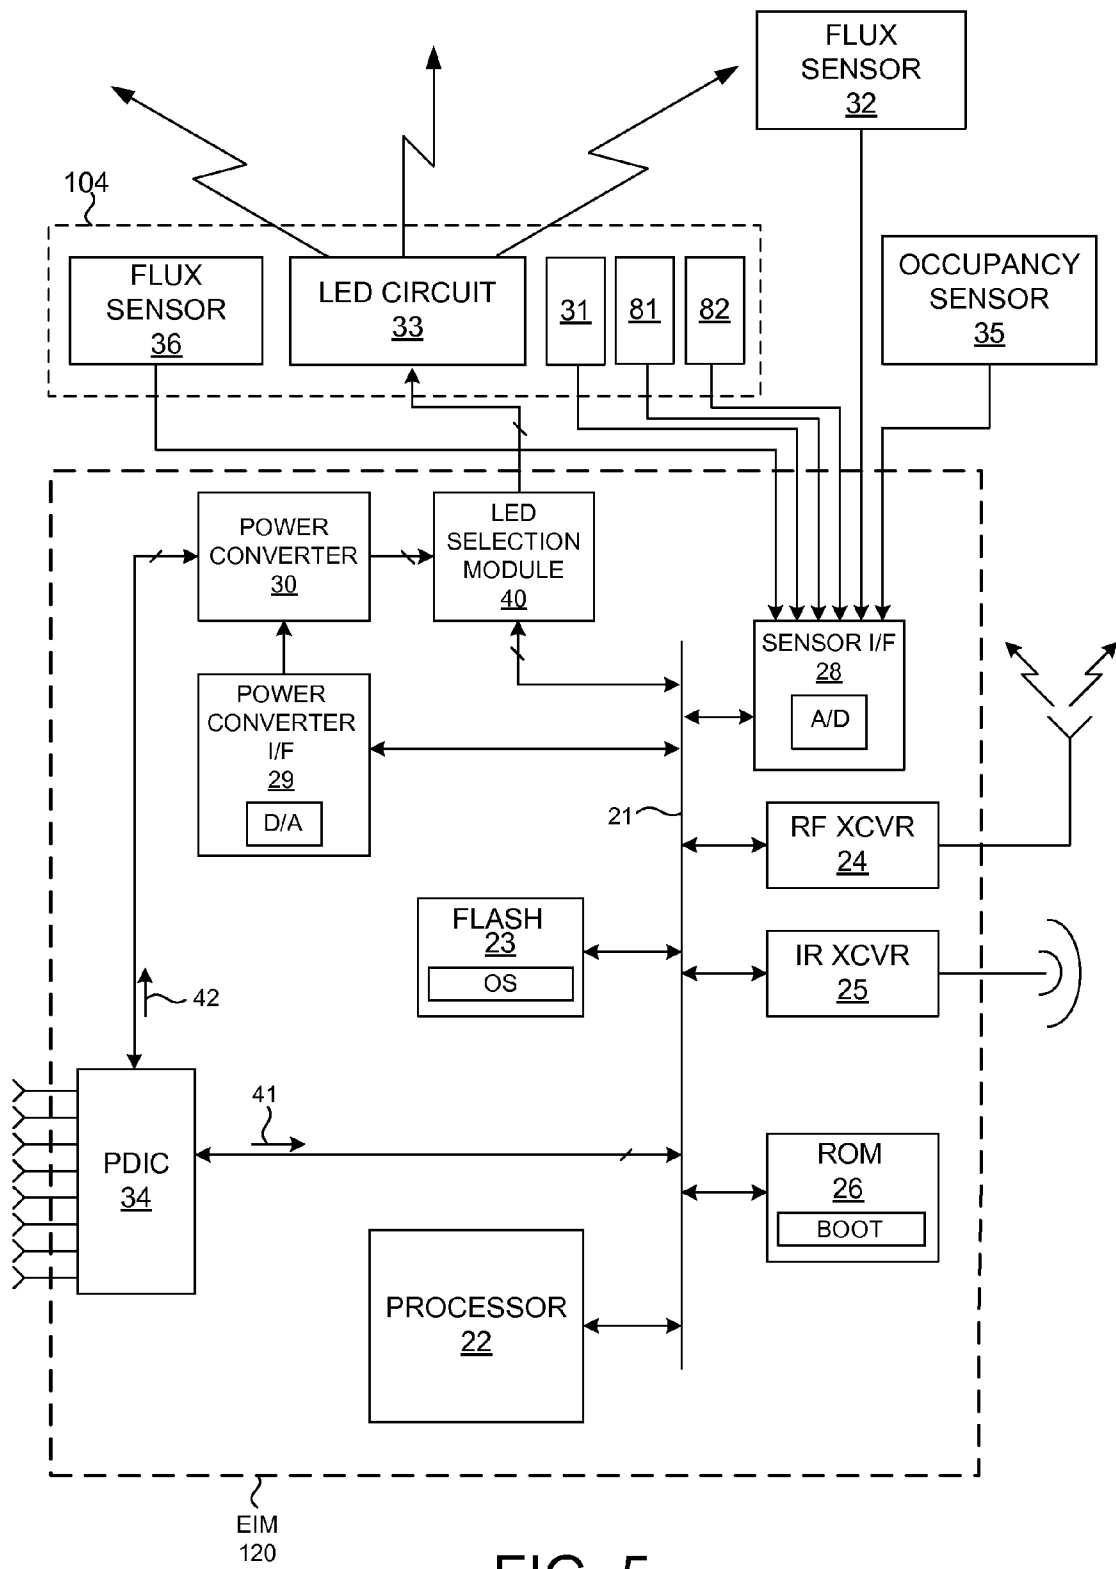 FLUX
SENSOR
32
104
FLUX
SENSOR
36
LED CIRCUIT
33
31
81
82
OCCUPANCY
SENSOR
35
POWER
CONVERTER
30
LED
SELECTION
MODULE
40
SENSOR I/F
28
A/D
POWER
CONVERTER
I/F
29
D/A
21
RF XCVR
24
FLASH
23
OS
IR XCVR
25
42
41
PDIC
34
ROM
26
BOOT
PROCESSOR
22
EIM
120
FIG. 5